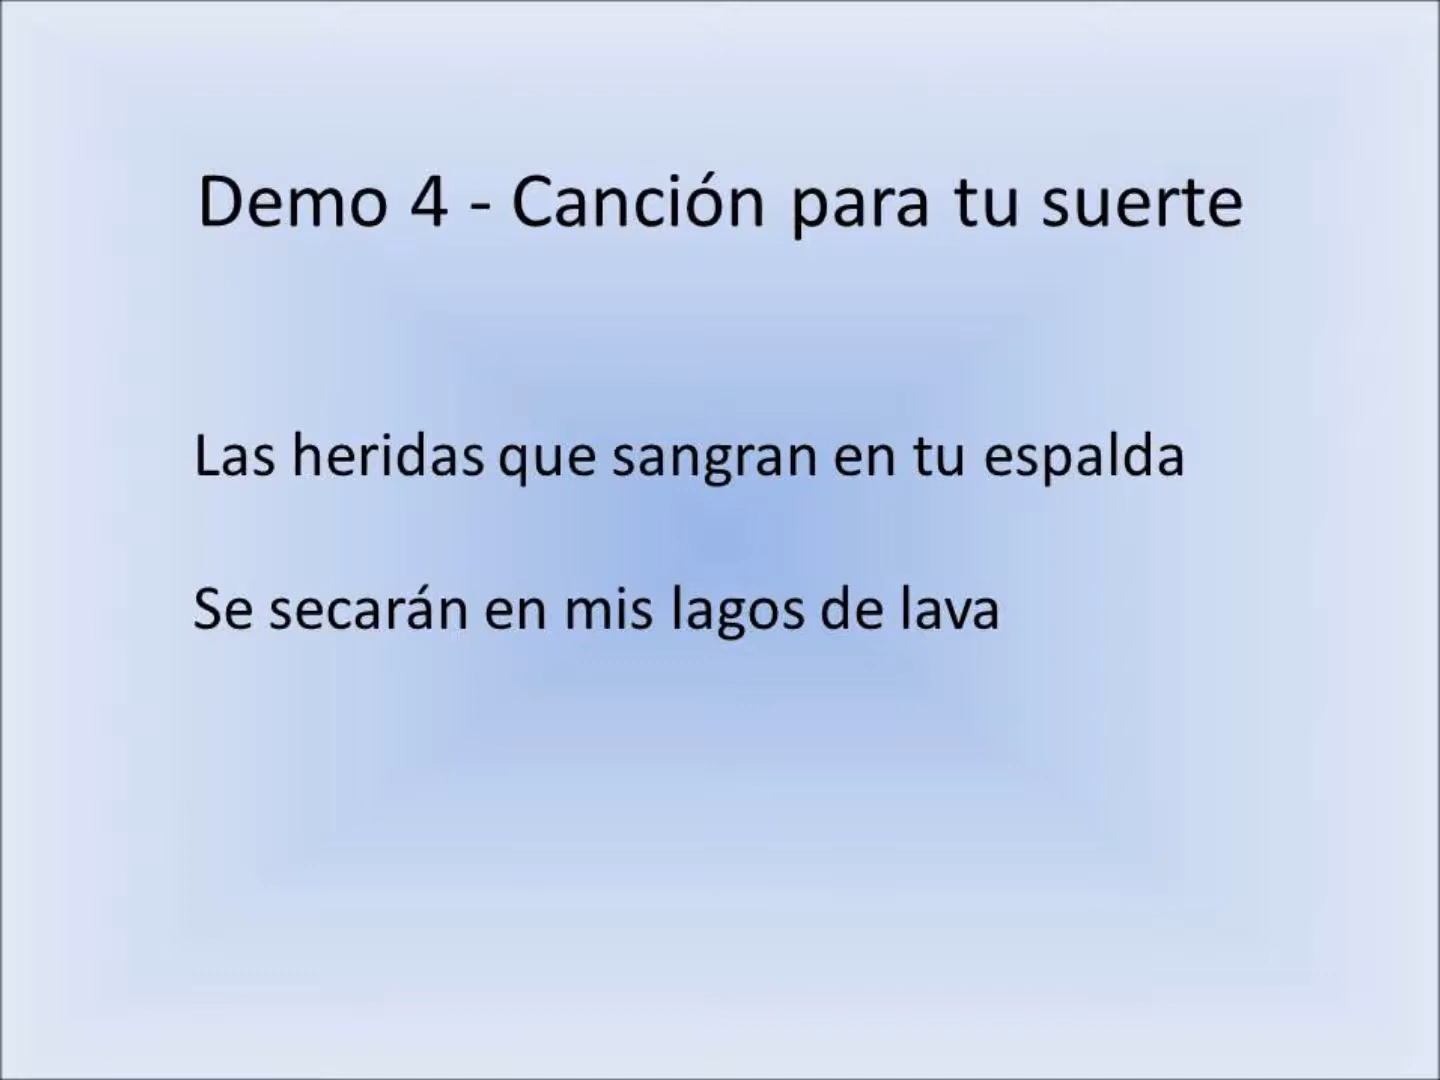 Demo 4 - Canción para tu suerte
Las heridas que sangran en tu espalda
Se secarán en mis lagos de lava